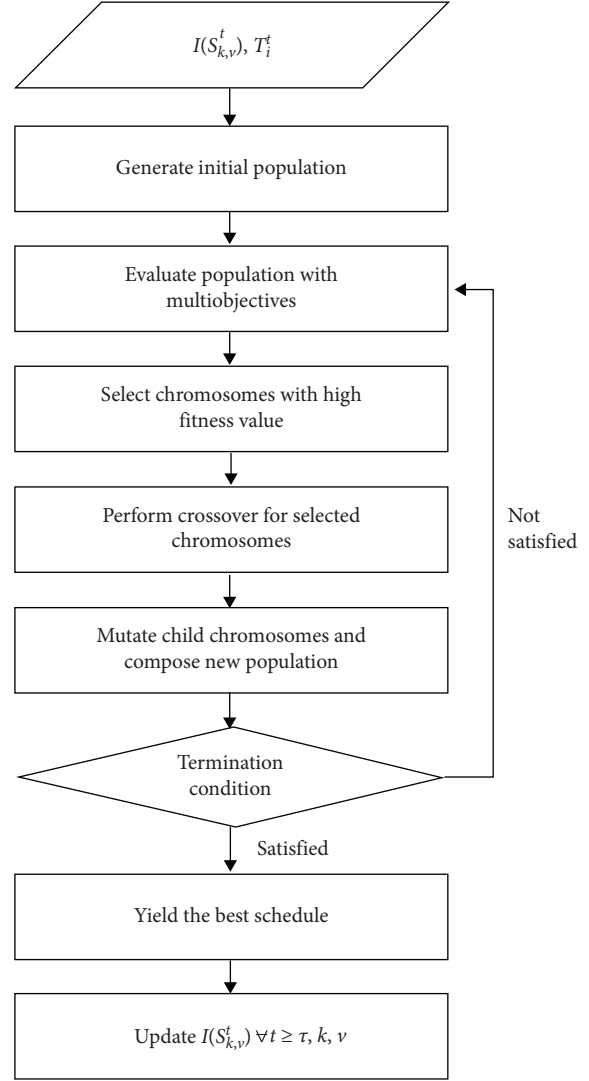 I(S^t_{k,v}), T^t_i
Generate initial population
Evaluate population with
multiobjectives
Select chromosomes with high
fitness value
Perform crossover for selected
chromosomes
Not
satisfied
Mutate child chromosomes and
compose new population
Termination
condition
Satisfied
Yield the best schedule
Update I(S^t_{k,v}) ∀t ≥ τ, k, v